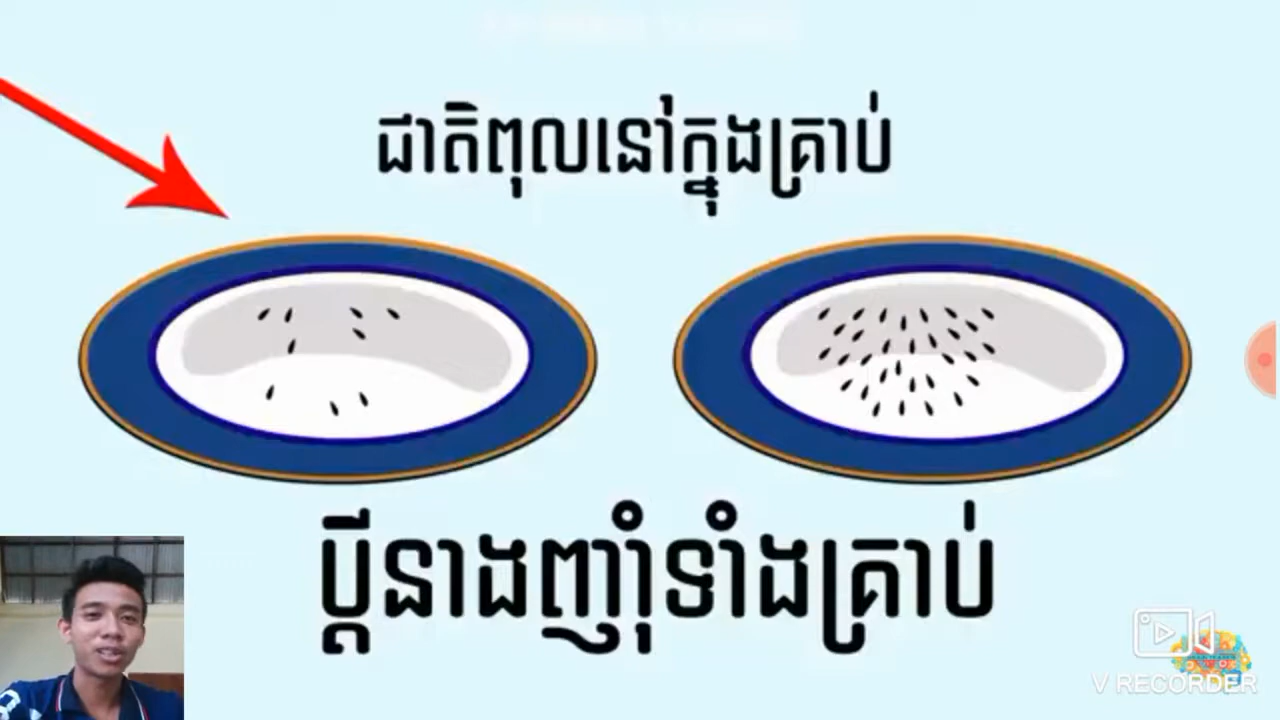 ជាតិពុលនៅក្នុងគ្រាប់
ប្ដីនាងញ៉ាំទាំងគ្រាប់
V RECORDER